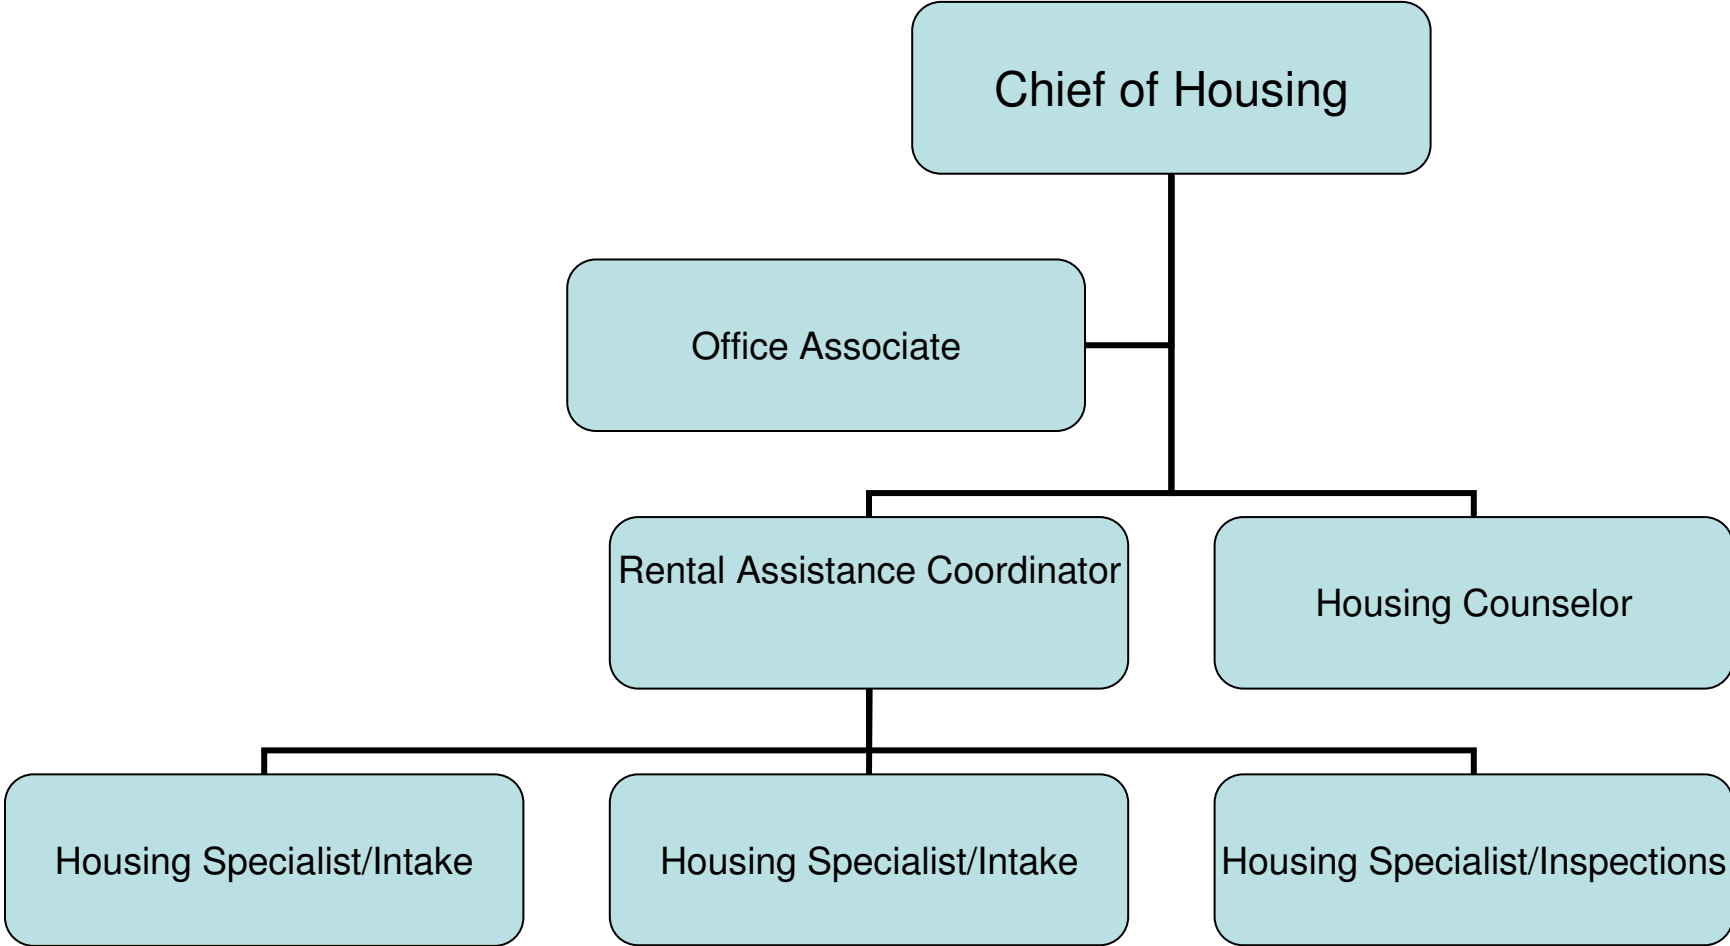 Chief of Housing
Office Associate
Rental Assistance Coordinator
Housing Counselor
Housing Specialist/Intake
Housing Specialist/Intake
Housing Specialist/Inspections